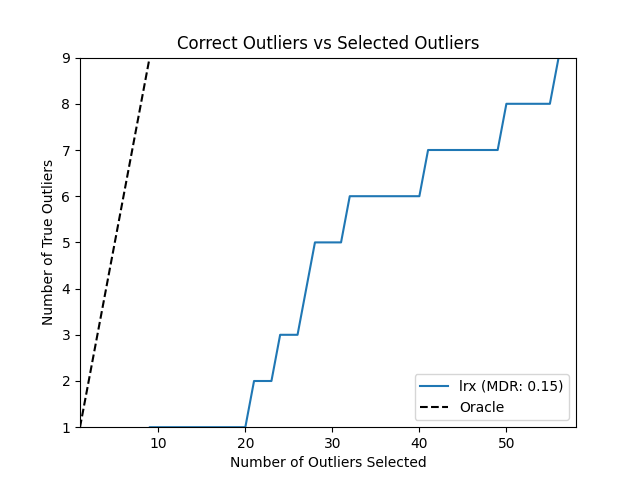 Correct Outliers vs Selected Outliers
Number of True Outliers
9
8
7
6
5
4
3
2
1
10
20
30
40
50
Number of Outliers Selected
lrx (MDR: 0.15)
Oracle